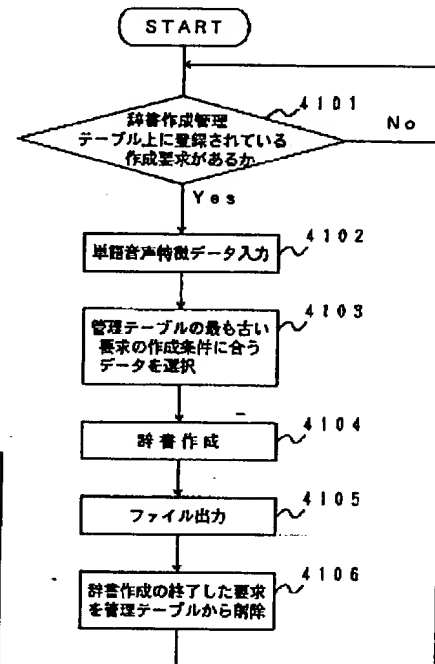 START
4101
辞書作成管理
テーブル上に登録されている
作成要求があるか
No
Yes
4102
単語音声特徴データ入力
4103
管理テーブルの最も古い
要求の作成条件に合う
データを選択
4104
辞書作成
4105
ファイル出力
4106
辞書作成の終了した要求
を管理テーブルから削除